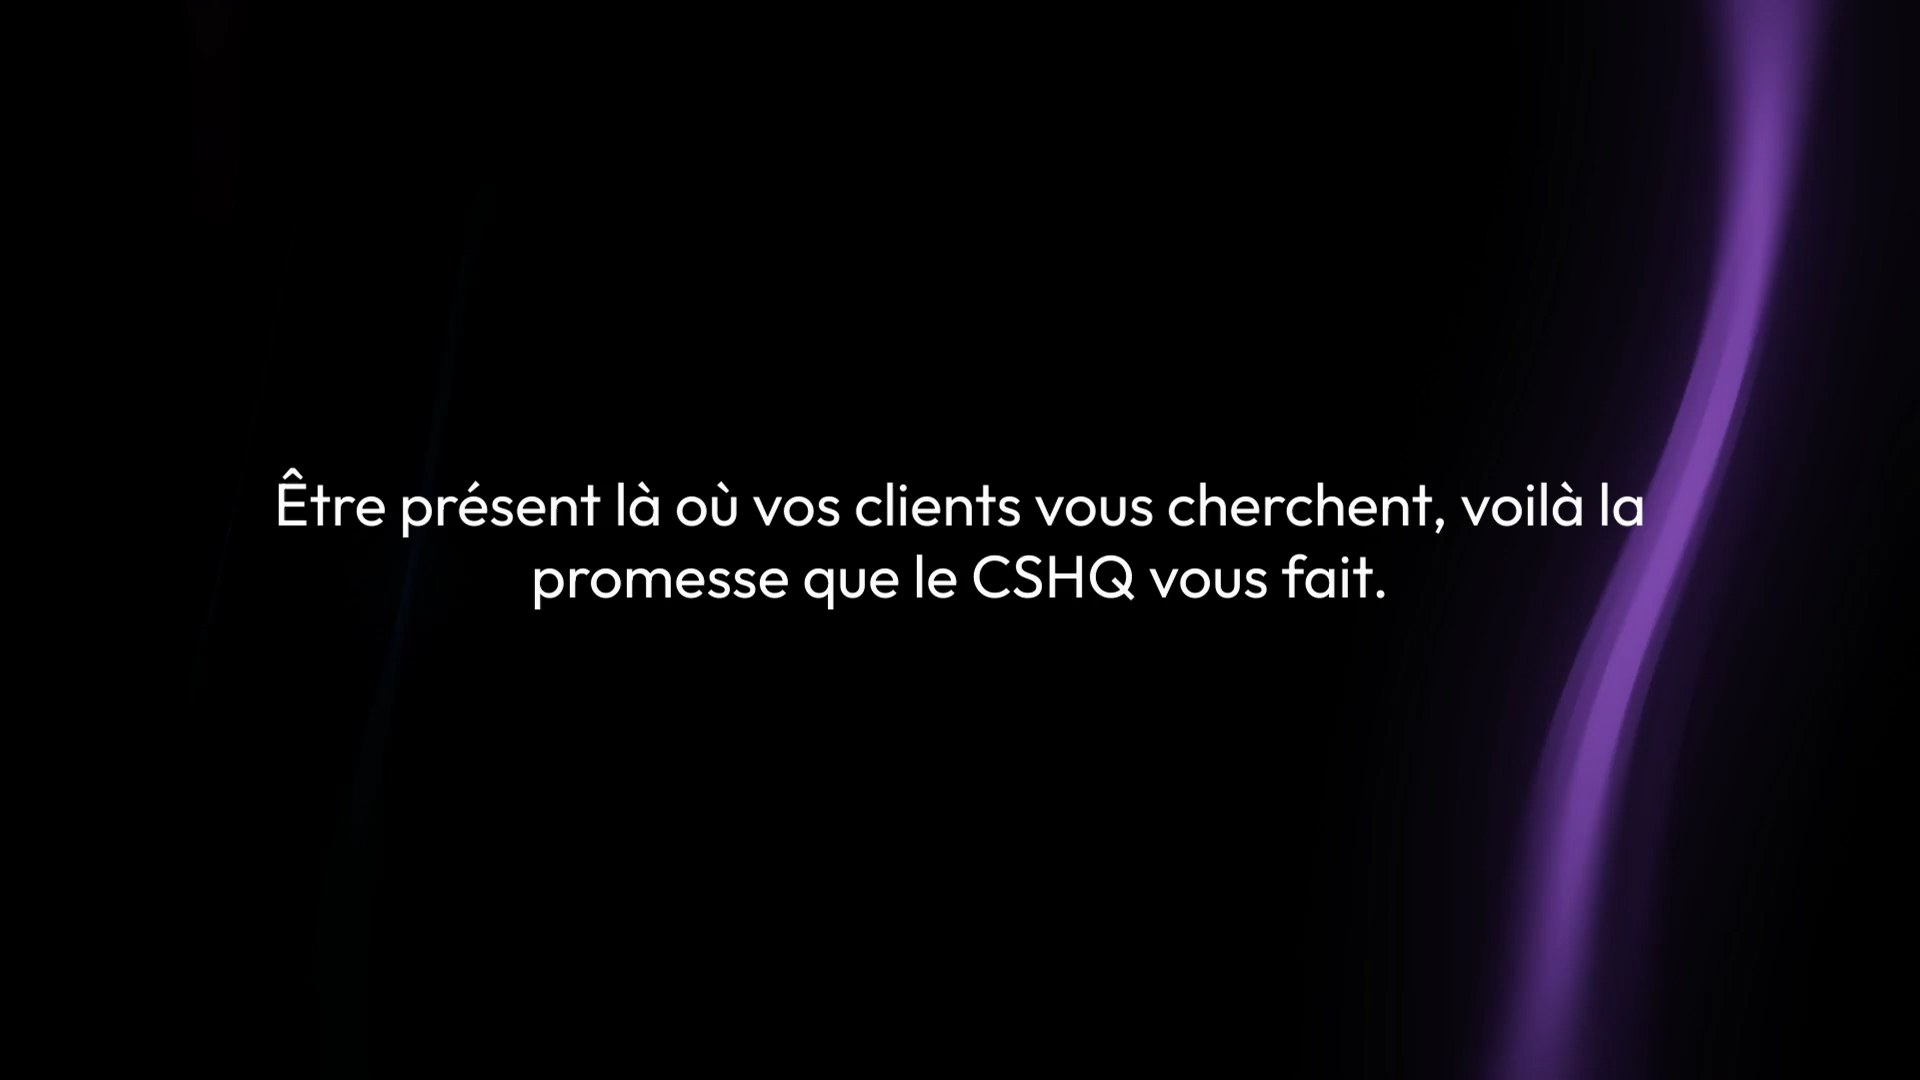 Être présent là où vos clients vous cherchent, voilà la
promesse que le CSHQ vous fait.